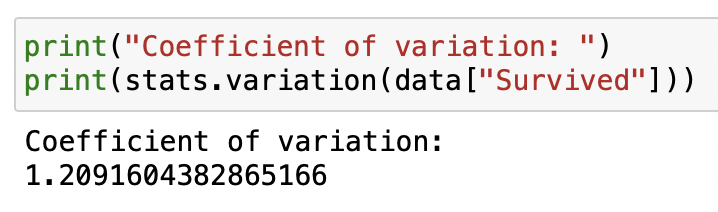 print("Coefficient of variation: ")
print(stats.variation(data["Survived"]))
Coefficient of variation:
1.2091604382865166